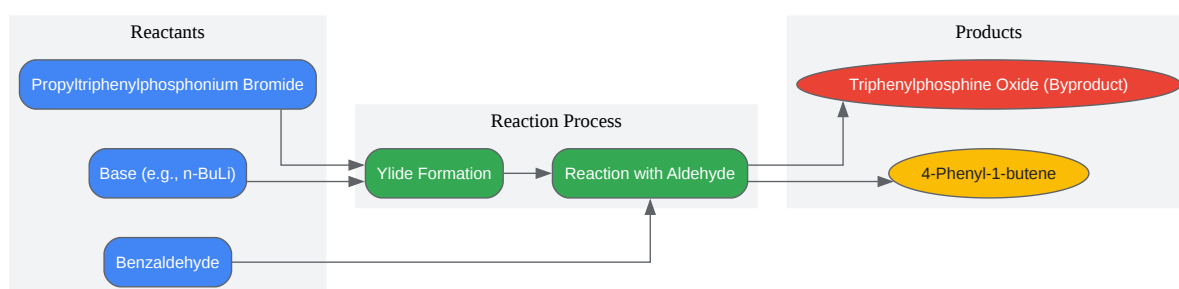 Reactants
Products
Propyltriphenylphosphonium Bromide
Triphenylphosphine Oxide (Byproduct)
Reaction Process
Base (e.g., n-BuLi)
Ylide Formation
Reaction with Aldehyde
4-Phenyl-1-butene
Benzaldehyde